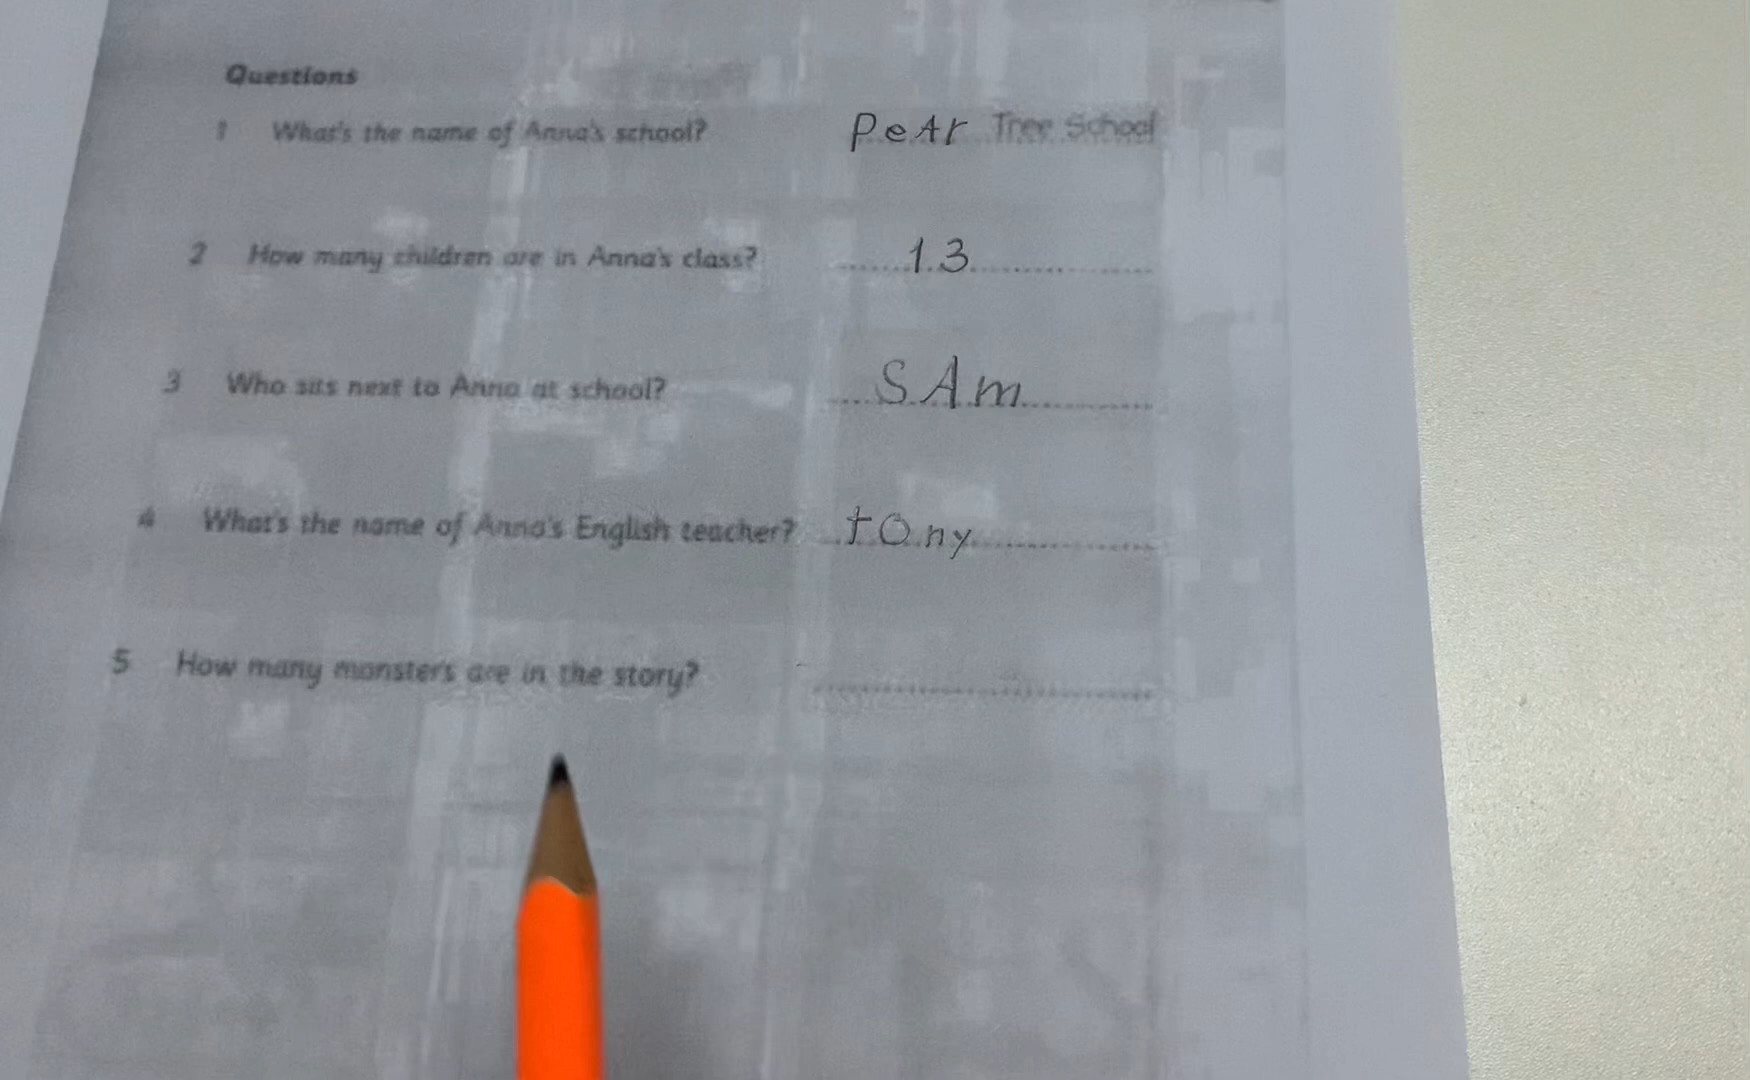 Questions
1 What's the name of Anna's school? peAr Tree School
2 How many children are in Anna's class? 13
3 Who sits next to Anna at school? SAm
4 What's the name of Anna's English teacher? tOny
5 How many monsters are in the story?